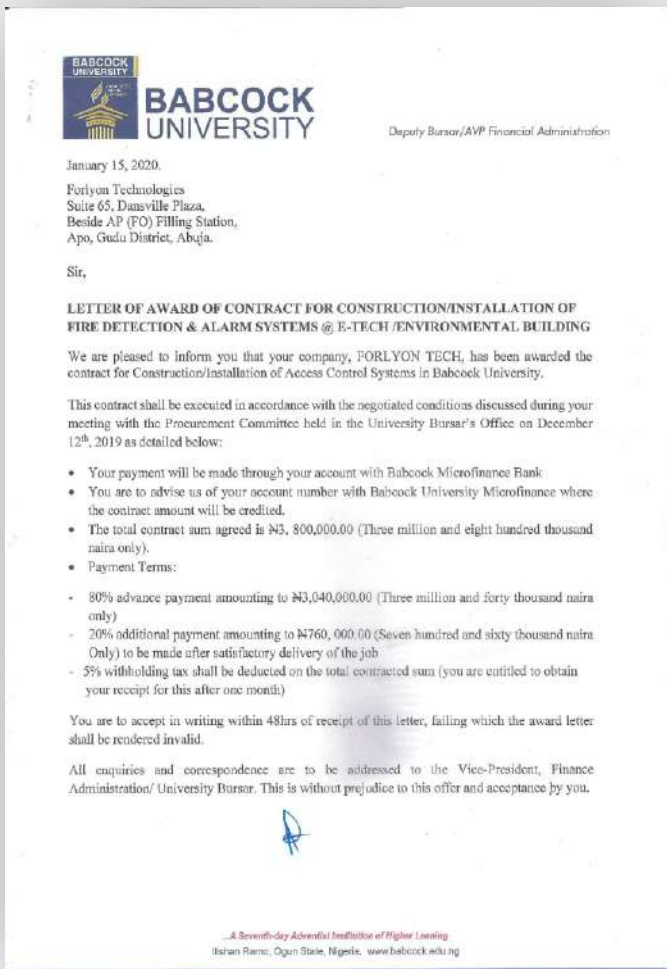 BABCOCK
UNIVERSITY
BABCOCK
UNIVERSITY
Deputy Bursar/AVP Financial Administration
January 15, 2020.
Forlyon Technologies
Suite 65, Dansville Plaza,
Beside AP (FO) Filling Station,
Apo, Gudu District, Abuja.
Sir,
LETTER OF AWARD OF CONTRACT FOR CONSTRUCTION/INSTALLATION OF
FIRE DETECTION & ALARM SYSTEMS @ E-TECH /ENVIRONMENTAL BUILDING
We are pleased to inform you that your company, FORLYON TECH, has been awarded the
contract for Construction/Installation of Access Control Systems in Babcock University.
This contract shall be executed in accordance with the negotiated conditions discussed during your
meeting with the Procurement Committee held in the University Bursar's Office on December
12th, 2019 as detailed below:
• Your payment will be made through your account with Babcock Microfinance Bank
• You are to advise us of your account number with Babcock University Microfinance where
the contract amount will be credited.
• The total contract sum agreed is ₦3, 800,000.00 (Three million and eight hundred thousand
naira only).
• Payment Terms:
- 80% advance payment amounting to ₦3,040,000.00 (Three million and forty thousand naira
only)
- 20% additional payment amounting to ₦760, 000.00 (Seven hundred and sixty thousand naira
Only) to be made after satisfactory delivery of the job
- 5% withholding tax shall be deducted on the total contracted sum (you are entitled to obtain
your receipt for this after one month)
You are to accept in writing within 48hrs of receipt of this letter, failing which the award letter
shall be rendered invalid.
All enquiries and correspondence are to be addressed to the Vice-President, Finance
Administration/ University Bursar. This is without prejudice to this offer and acceptance by you.
...A Seventh-day Adventist Institution of Higher Learning
Ilishan Remo, Ogun State, Nigeria. www.babcock.edu.ng